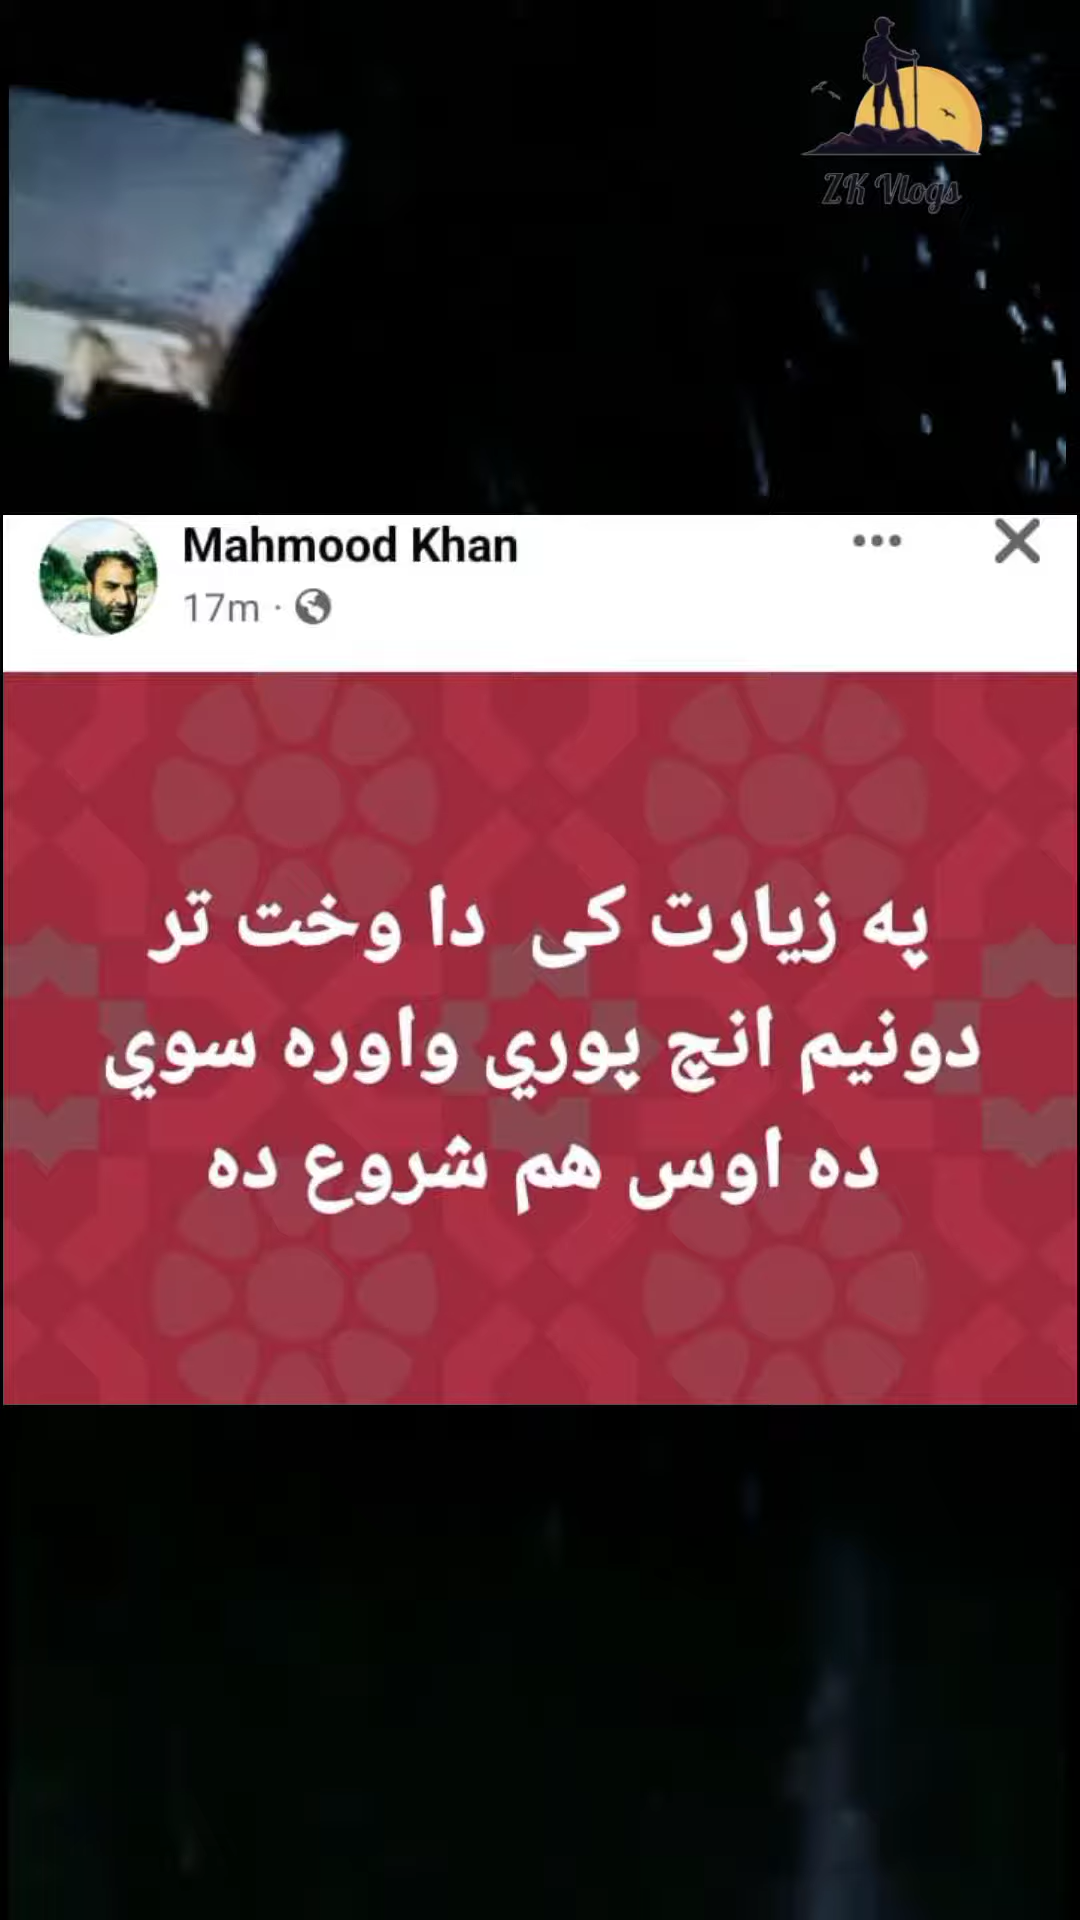 ZK Vlogs
Mahmood Khan
17m ·
په زیارت کی دا وخت تر
دونیم انچ پوري واوره سوي
ده اوس هم شروع ده